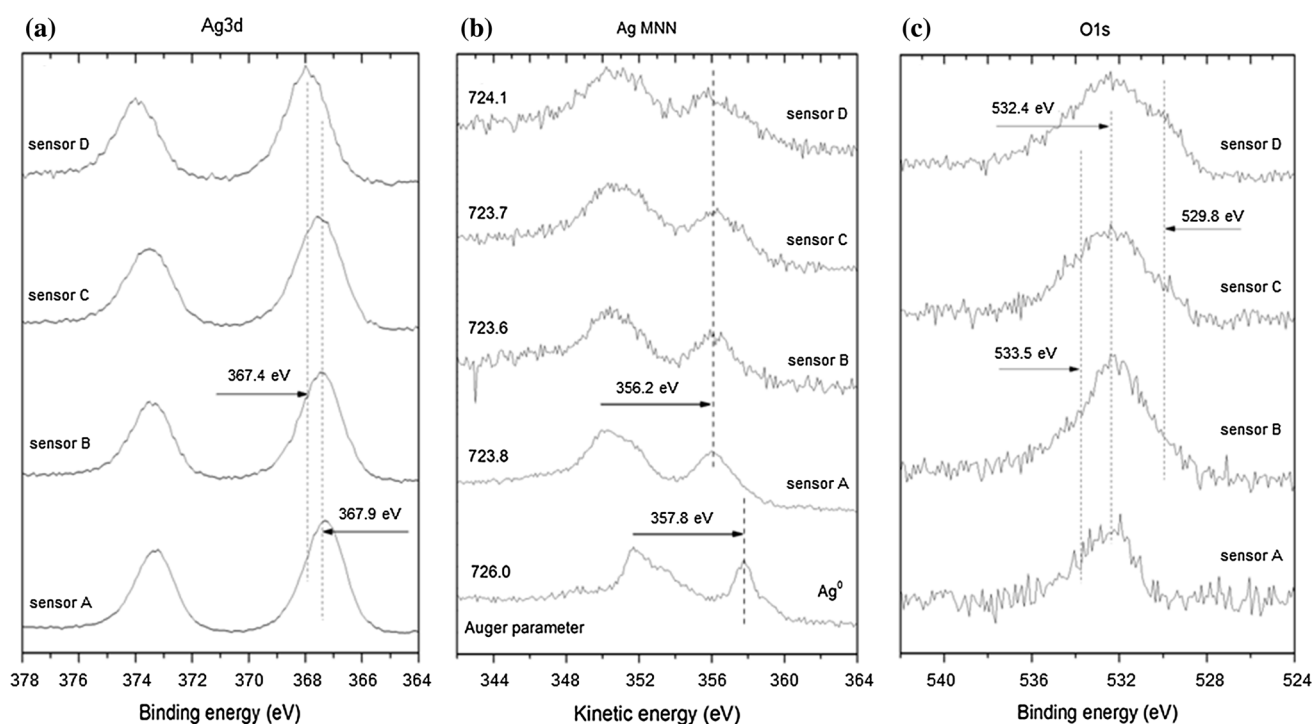 (a) Ag3d
sensor D
sensor C
367.4 eV
sensor B
367.9 eV
sensor A
378 376 374 372 370 368 366 364
Binding energy (eV)
(b) Ag MNN
724.1
sensor D
723.7
sensor C
723.6
sensor B
356.2 eV
723.8
sensor A
357.8 eV
726.0
Ag⁰
Auger parameter
344 348 352 356 360 364
Kinetic energy (eV)
(c) O1s
532.4 eV
sensor D
529.8 eV
sensor C
533.5 eV
sensor B
sensor A
540 536 532 528 524
Binding energy (eV)